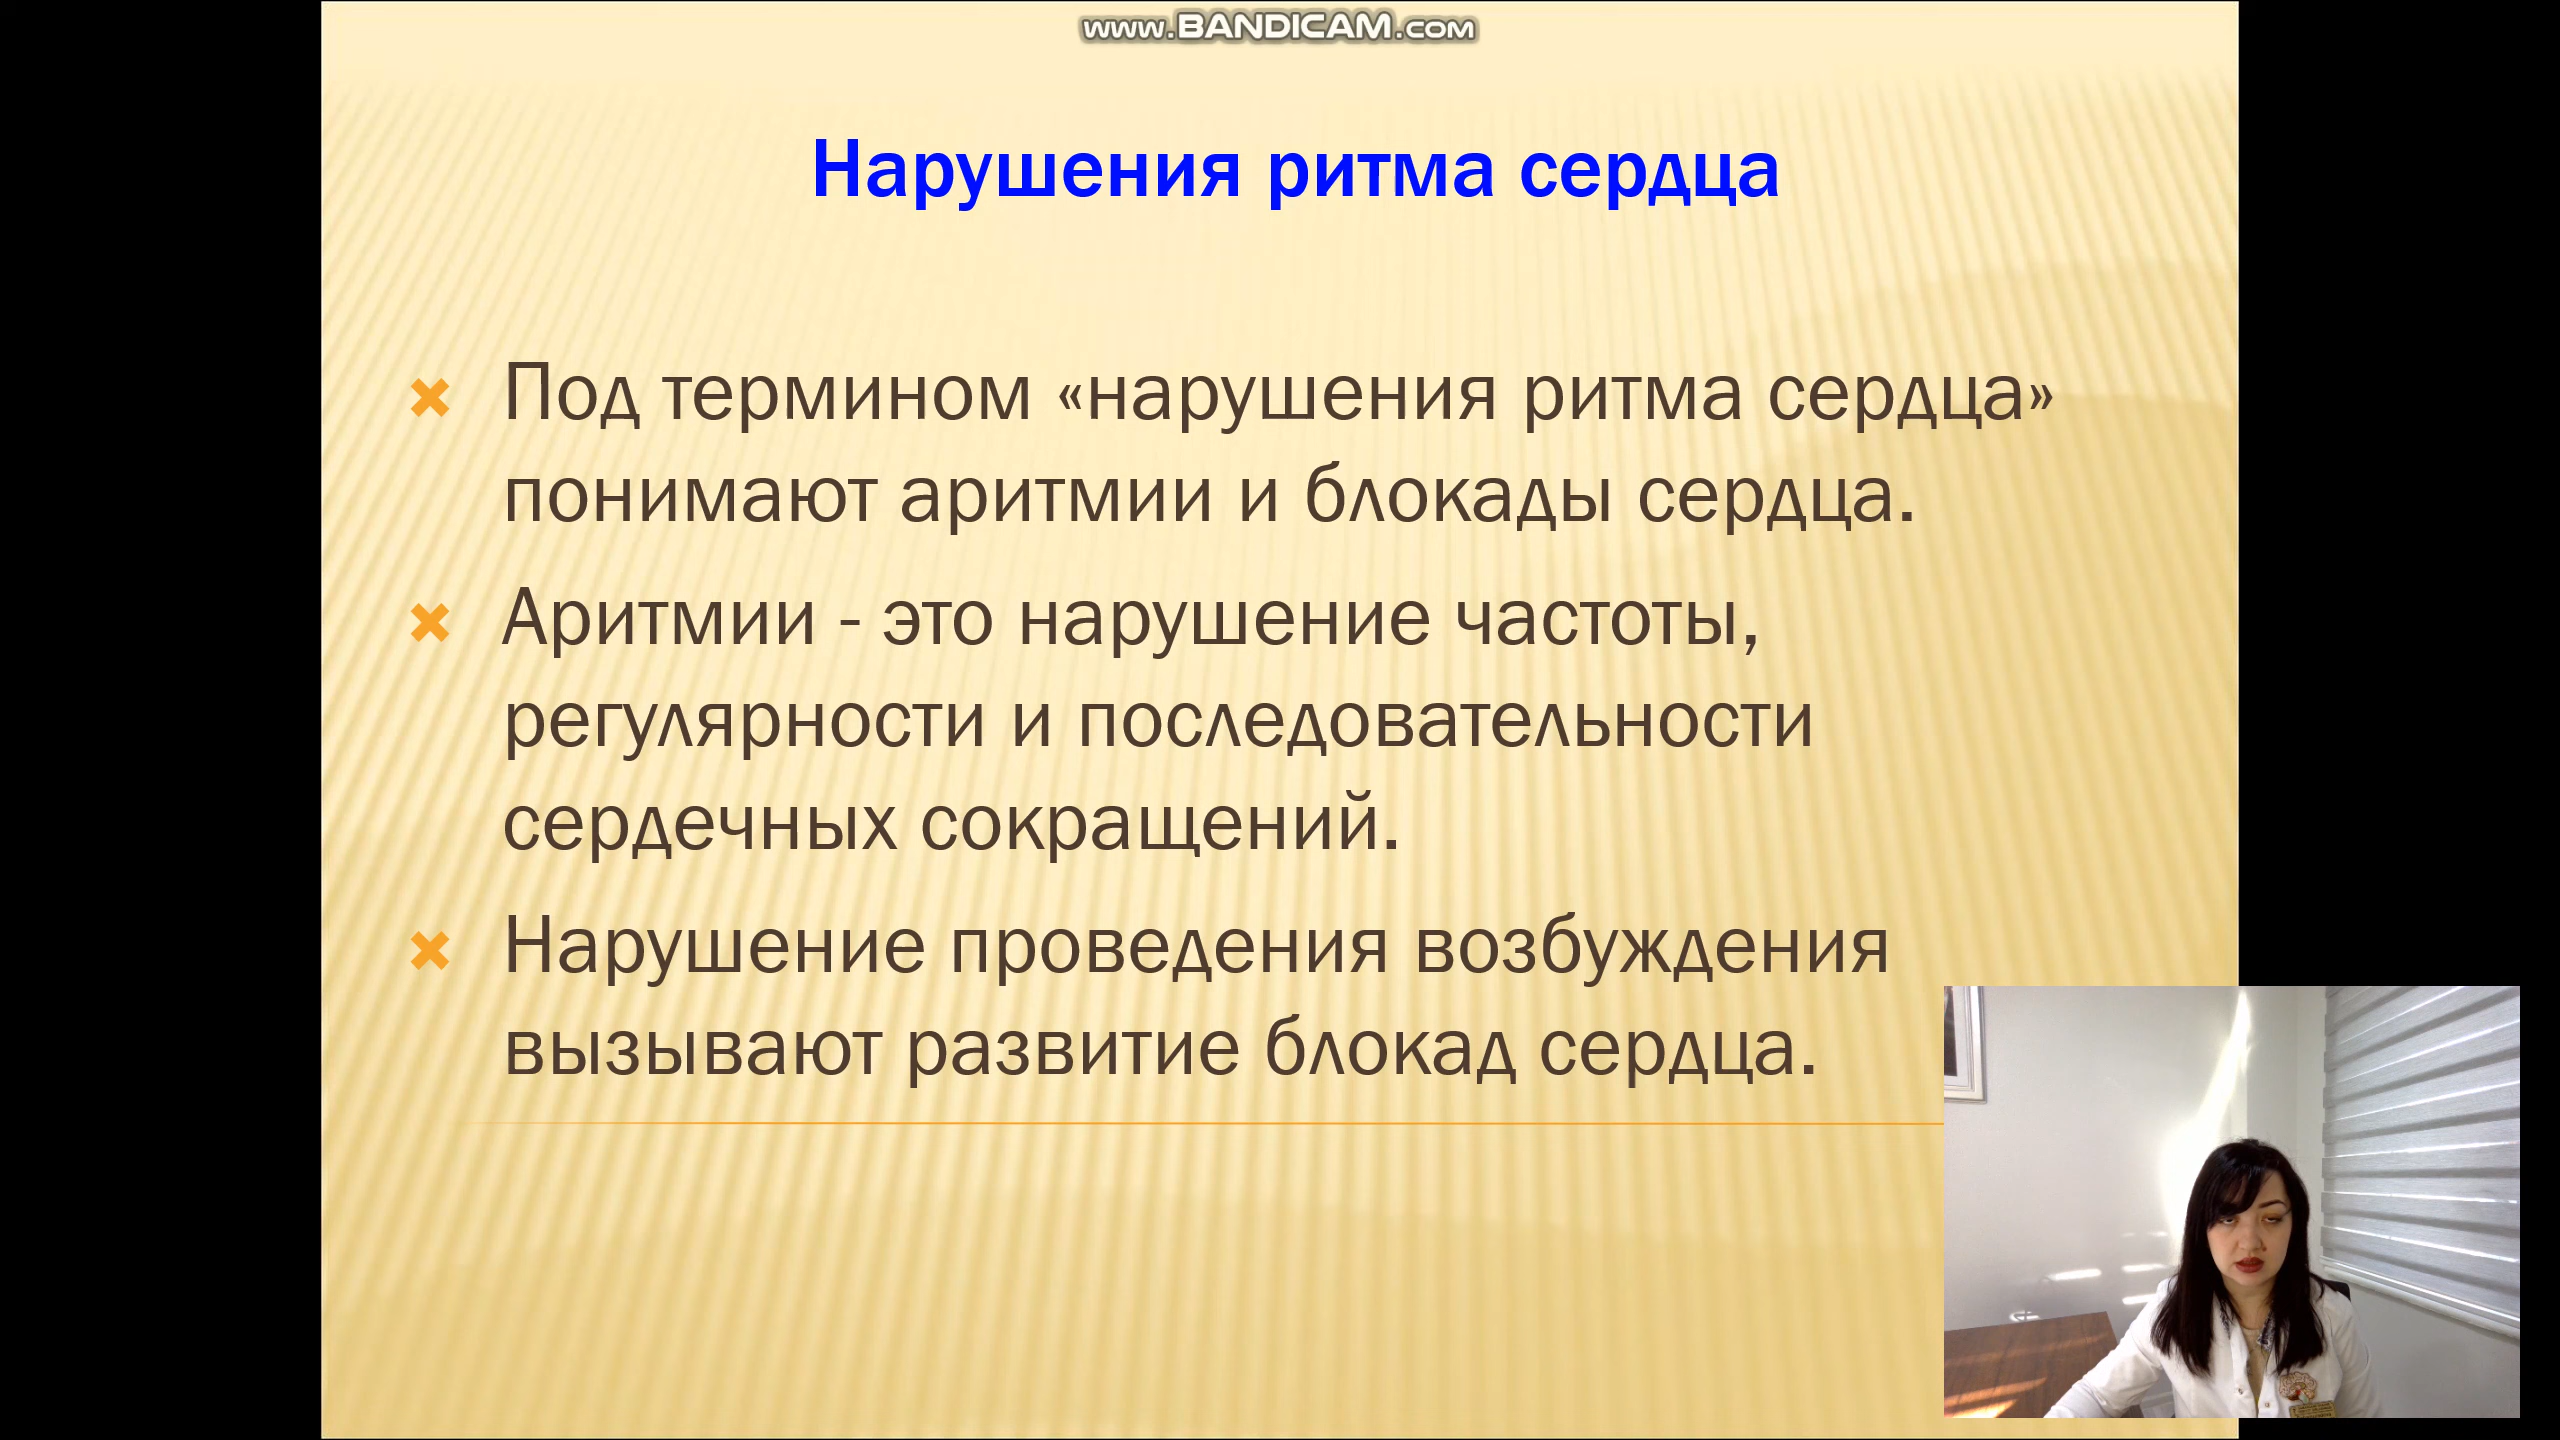 www.BANDICAM.com
Нарушения ритма сердца
Под термином «нарушения ритма сердца»
понимают аритмии и блокады сердца.
Аритмии - это нарушение частоты,
регулярности и последовательности
сердечных сокращений.
Нарушение проведения возбуждения
вызывают развитие блокад сердца.